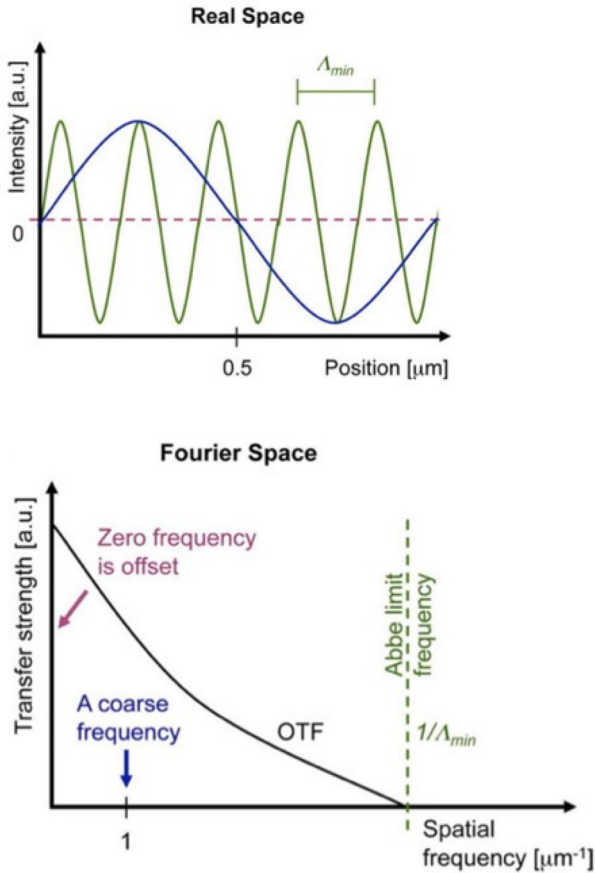 Real Space
Intensity [a.u.]
Λmin
0
0.5
Position [μm]
Fourier Space
Transfer strength [a.u.]
Zero frequency
is offset
Abbe limit
frequency
A coarse
frequency
OTF
1/Λmin
1
Spatial
frequency [μm-1]